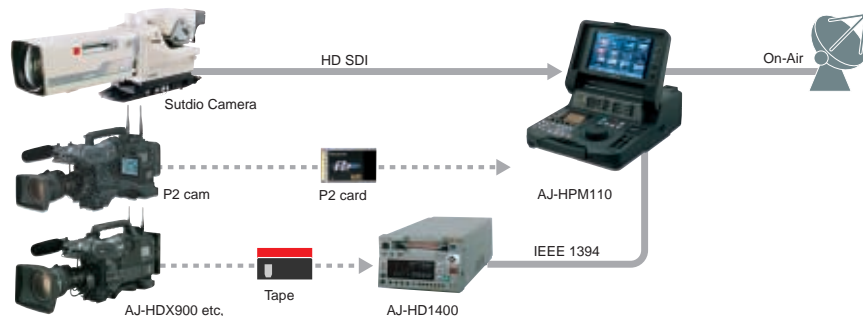 HD SDI
On-Air
Sutdio Camera
P2 cam
P2 card
AJ-HPM110
IEEE 1394
Tape
AJ-HDX900 etc,
AJ-HD1400